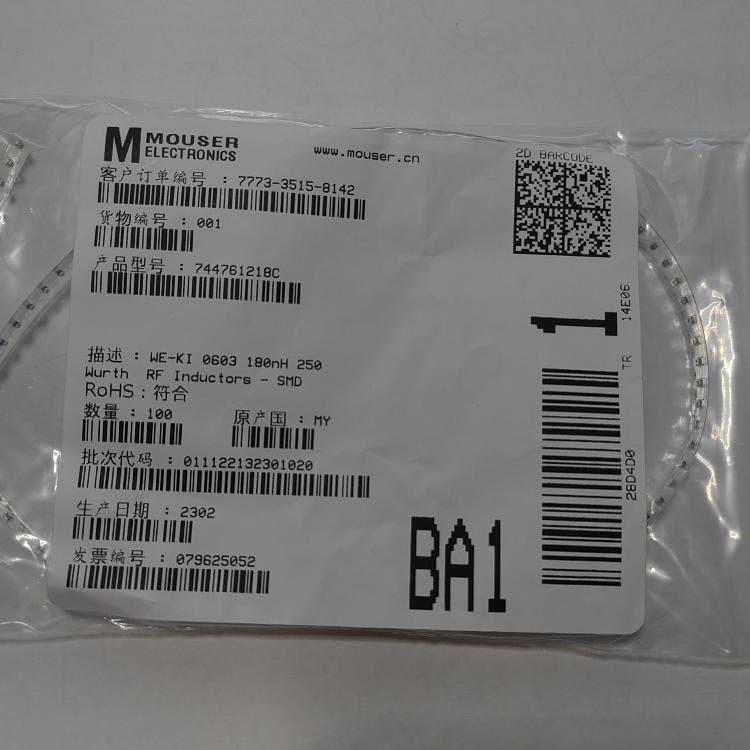 MOUSER
ELECTRONICS
www.mouser.cn
2D BARCODE
客户订单编号 : 7773-3515-8142
货物编号 : 001
产品型号 : 744761218C
描述 : WE-KI 0603 180nH 250
Wurth RF Inductors - SMD
RoHS : 符合
数量 : 100 原产国 : MY
批次代码 : 011122132301020
生产日期 : 2302
发票编号 : 079625052
BA1
1
14E06
TR
28D4D0